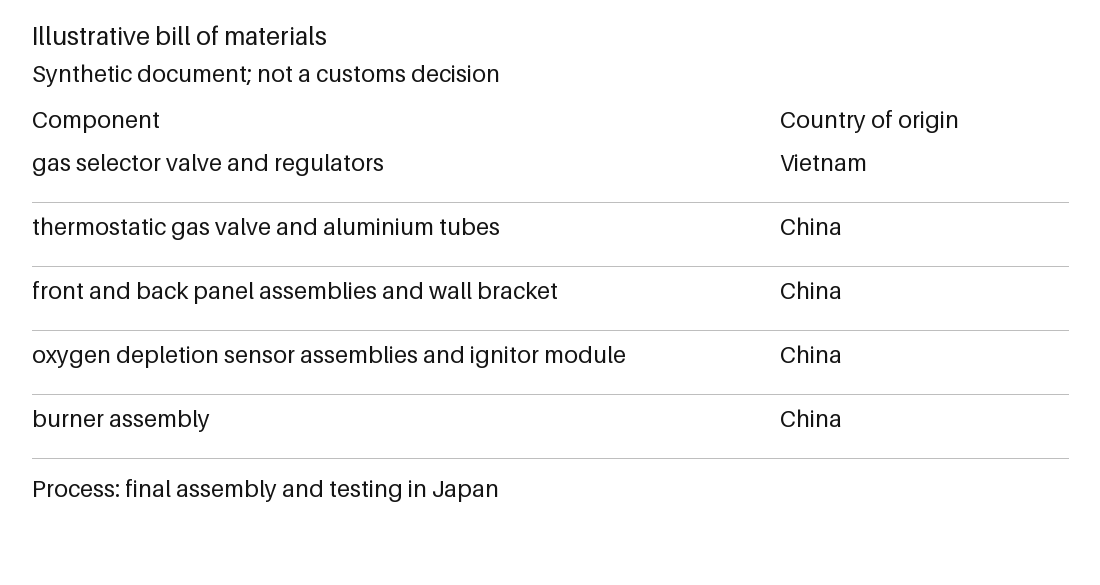 Illustrative bill of materials
Synthetic document; not a customs decision
Component Country of origin
gas selector valve and regulators Vietnam
thermostatic gas valve and aluminium tubes China
front and back panel assemblies and wall bracket China
oxygen depletion sensor assemblies and ignitor module China
burner assembly China
Process: final assembly and testing in Japan